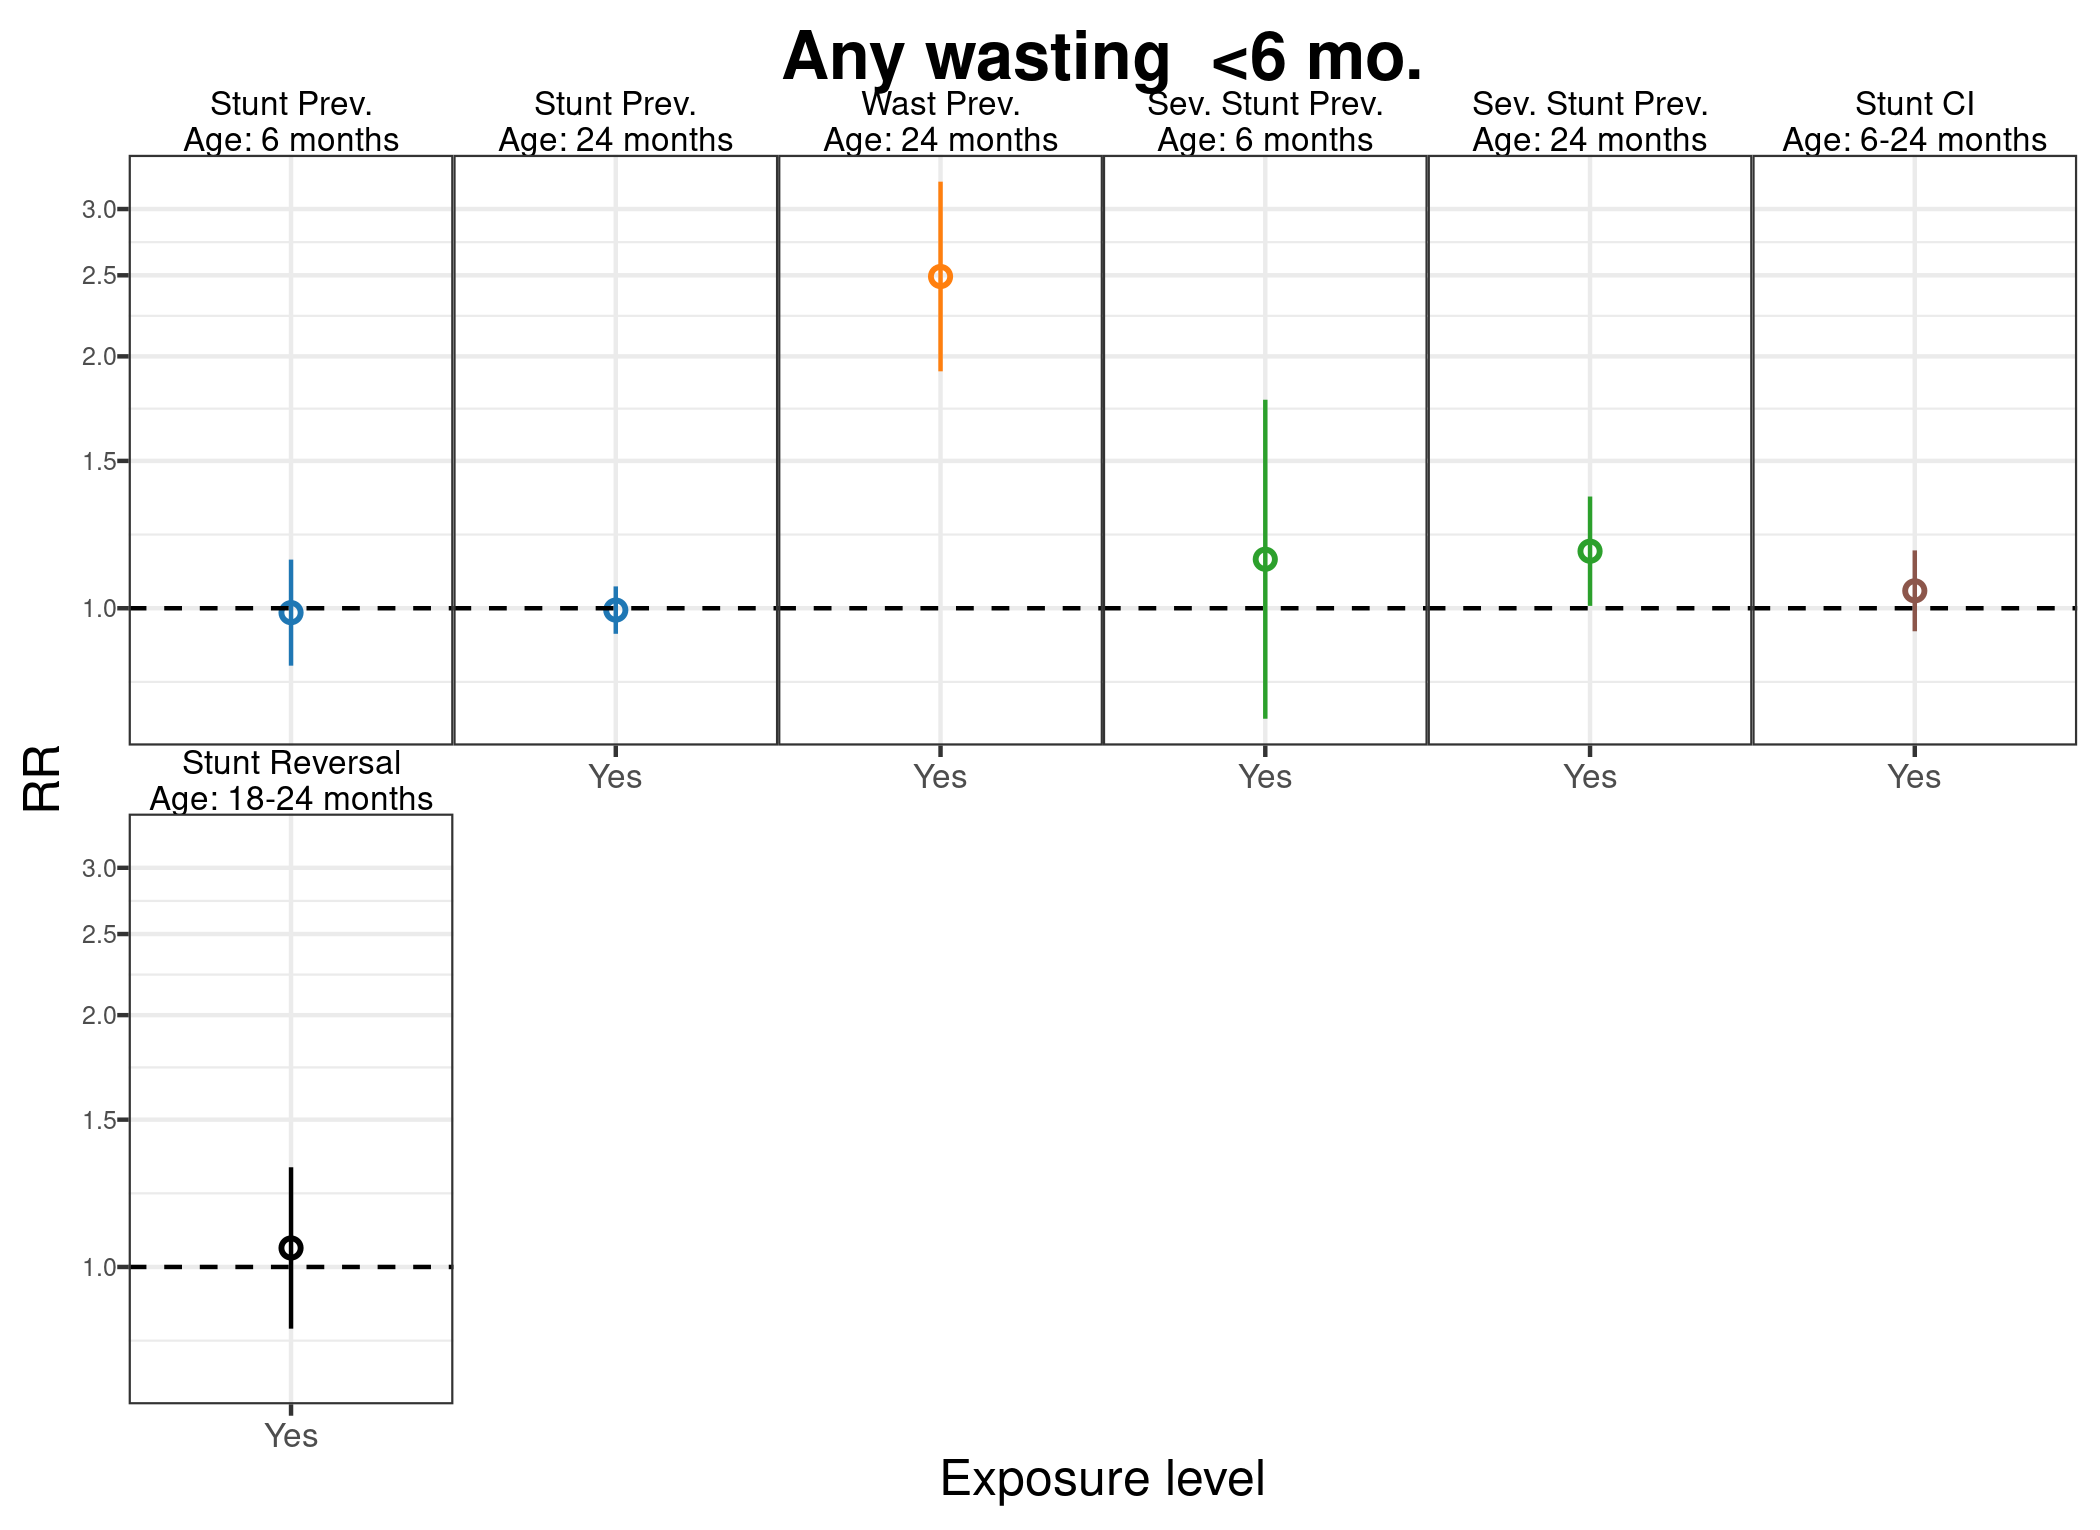 Any wasting  <6 mo.
Stunt Prev.
Age: 6 months
Stunt Prev.
Age: 24 months
Wast Prev.
Age: 24 months
Sev. Stunt Prev.
Age: 6 months
Sev. Stunt Prev.
Age: 24 months
Stunt CI
Age: 6-24 months
3.0
2.5
2.0
1.5
1.0
Yes
Yes
Yes
Yes
Yes
RR
Stunt Reversal
Age: 18-24 months
3.0
2.5
2.0
1.5
1.0
Yes
Exposure level